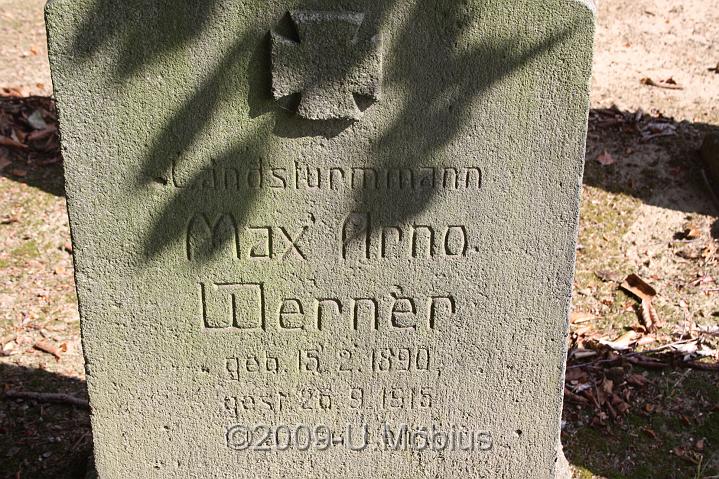 Landsturmmann
Max Arno
Werner
geb. 15. 2. 1890,
gest. 26. 9. 1915
©2009-U.Möbius